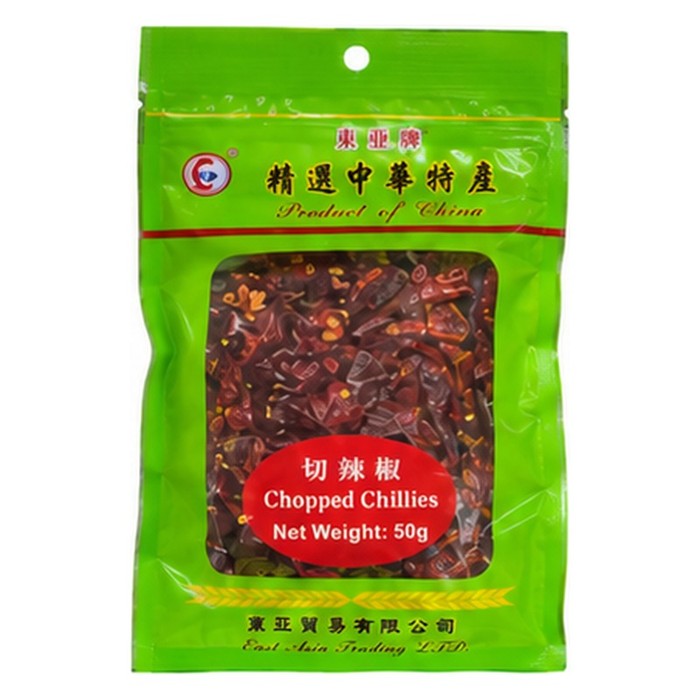 東亚牌
精選中華特產
Product of China
切辣椒
Chopped Chillies
Net Weight: 50g
東亚貿易有限公司
East Asia Trading LTD.